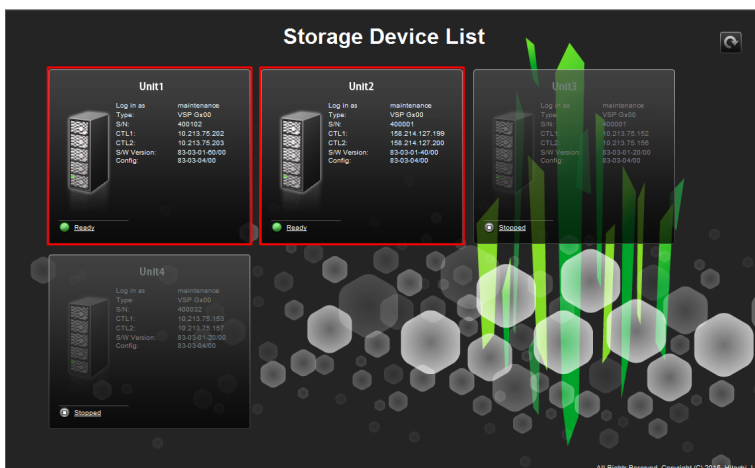 Storage Device List
Unit1
Log in as maintenance
Type: VSP Gx00
S/N: 400102
CTL1: 10.213.75.202
CTL2: 10.213.75.203
S/W Version: 83-03-01-60/00
Config: 83-03-04/00
Ready
Unit2
Log in as maintenance
Type: VSP Gx00
S/N: 400001
CTL1: 158.214.127.199
CTL2: 158.214.127.200
S/W Version: 83-03-01-40/00
Config: 83-03-04/00
Ready
Unit3
Log in as maintenance
Type: VSP Gx00
S/N: 400001
CTL1: 10.213.75.152
CTL2: 10.213.75.156
S/W Version: 83-03-01-20/00
Config: 83-03-04/00
Stopped
Unit4
Log in as maintenance
Type: VSP Gx00
S/N: 400032
CTL1: 10.213.75.153
CTL2: 10.213.75.157
S/W Version: 83-03-01-20/00
Config: 83-03-04/00
Stopped
All Rights Reserved. Copyright (C) 2015, Hitachi,